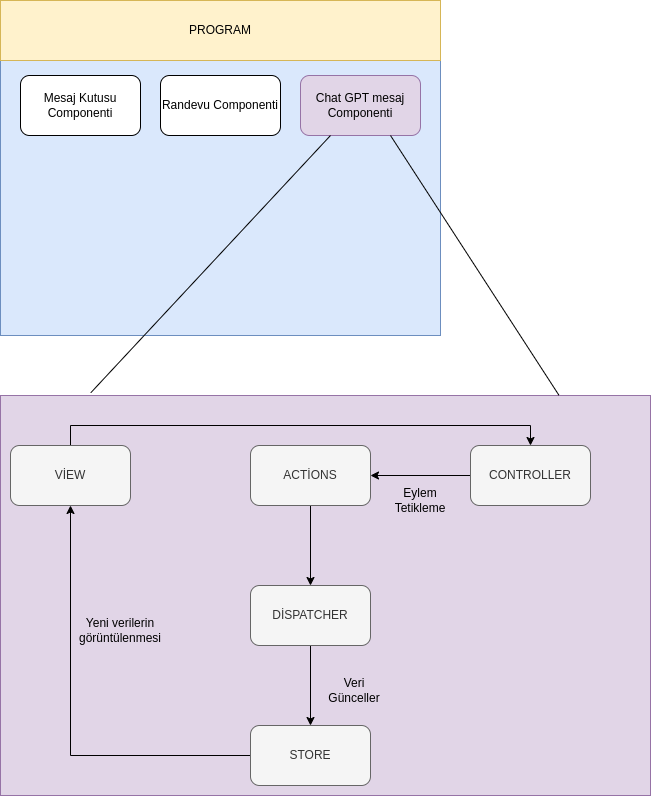 PROGRAM
Mesaj Kutusu
Componenti
Randevu Componenti
Chat GPT mesaj
Componenti
VİEW
ACTİONS
CONTROLLER
Eylem
Tetikleme
DİSPATCHER
Yeni verilerin
görüntülenmesi
Veri
Günceller
STORE